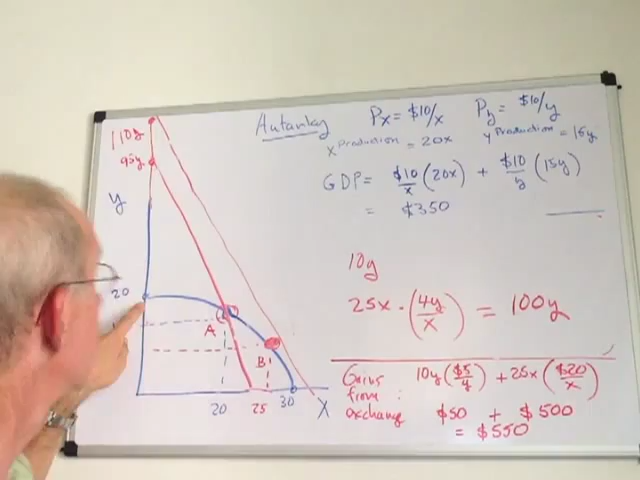 Autarky Px = $10/x Py = $10/y
x Production = 20x y Production = 15y
GDP = $10/x (20x) + $10/y (15y)
= $350
10y
25x · (4y/x) = 100y
Gains from exchange : 10y ($5/y) + 25x ($20/x)
$50 + $500
= $550
110y
95y
y
20
A
B
20 25 30 X